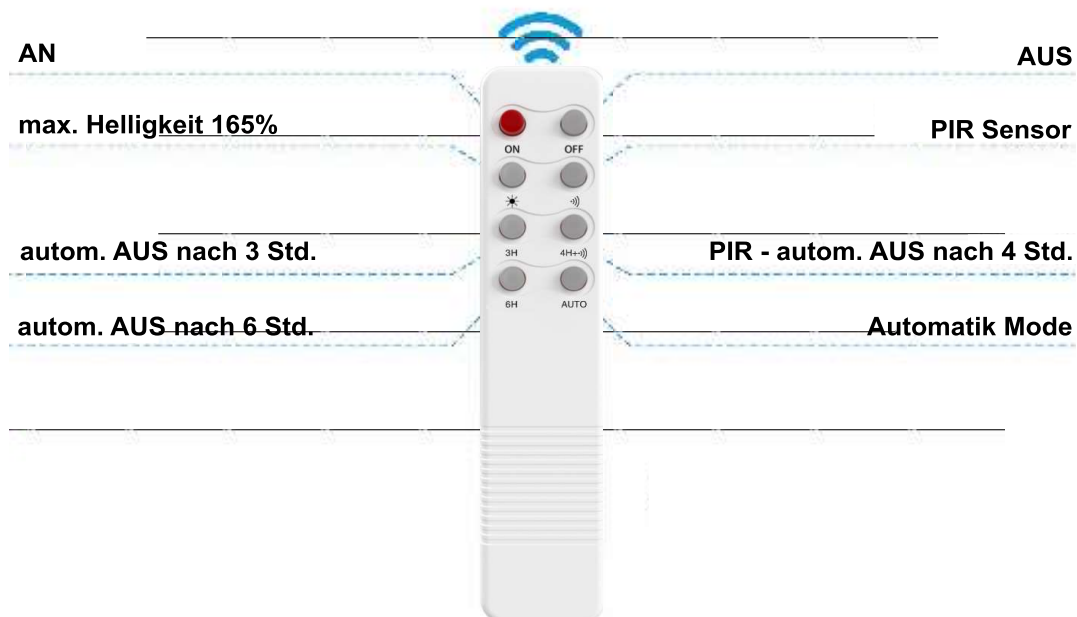 AN
AUS
max. Helligkeit 165%
PIR Sensor
ON OFF
autom. AUS nach 3 Std.
3H 4H+
PIR - autom. AUS nach 4 Std.
6H AUTO
autom. AUS nach 6 Std.
Automatik Mode